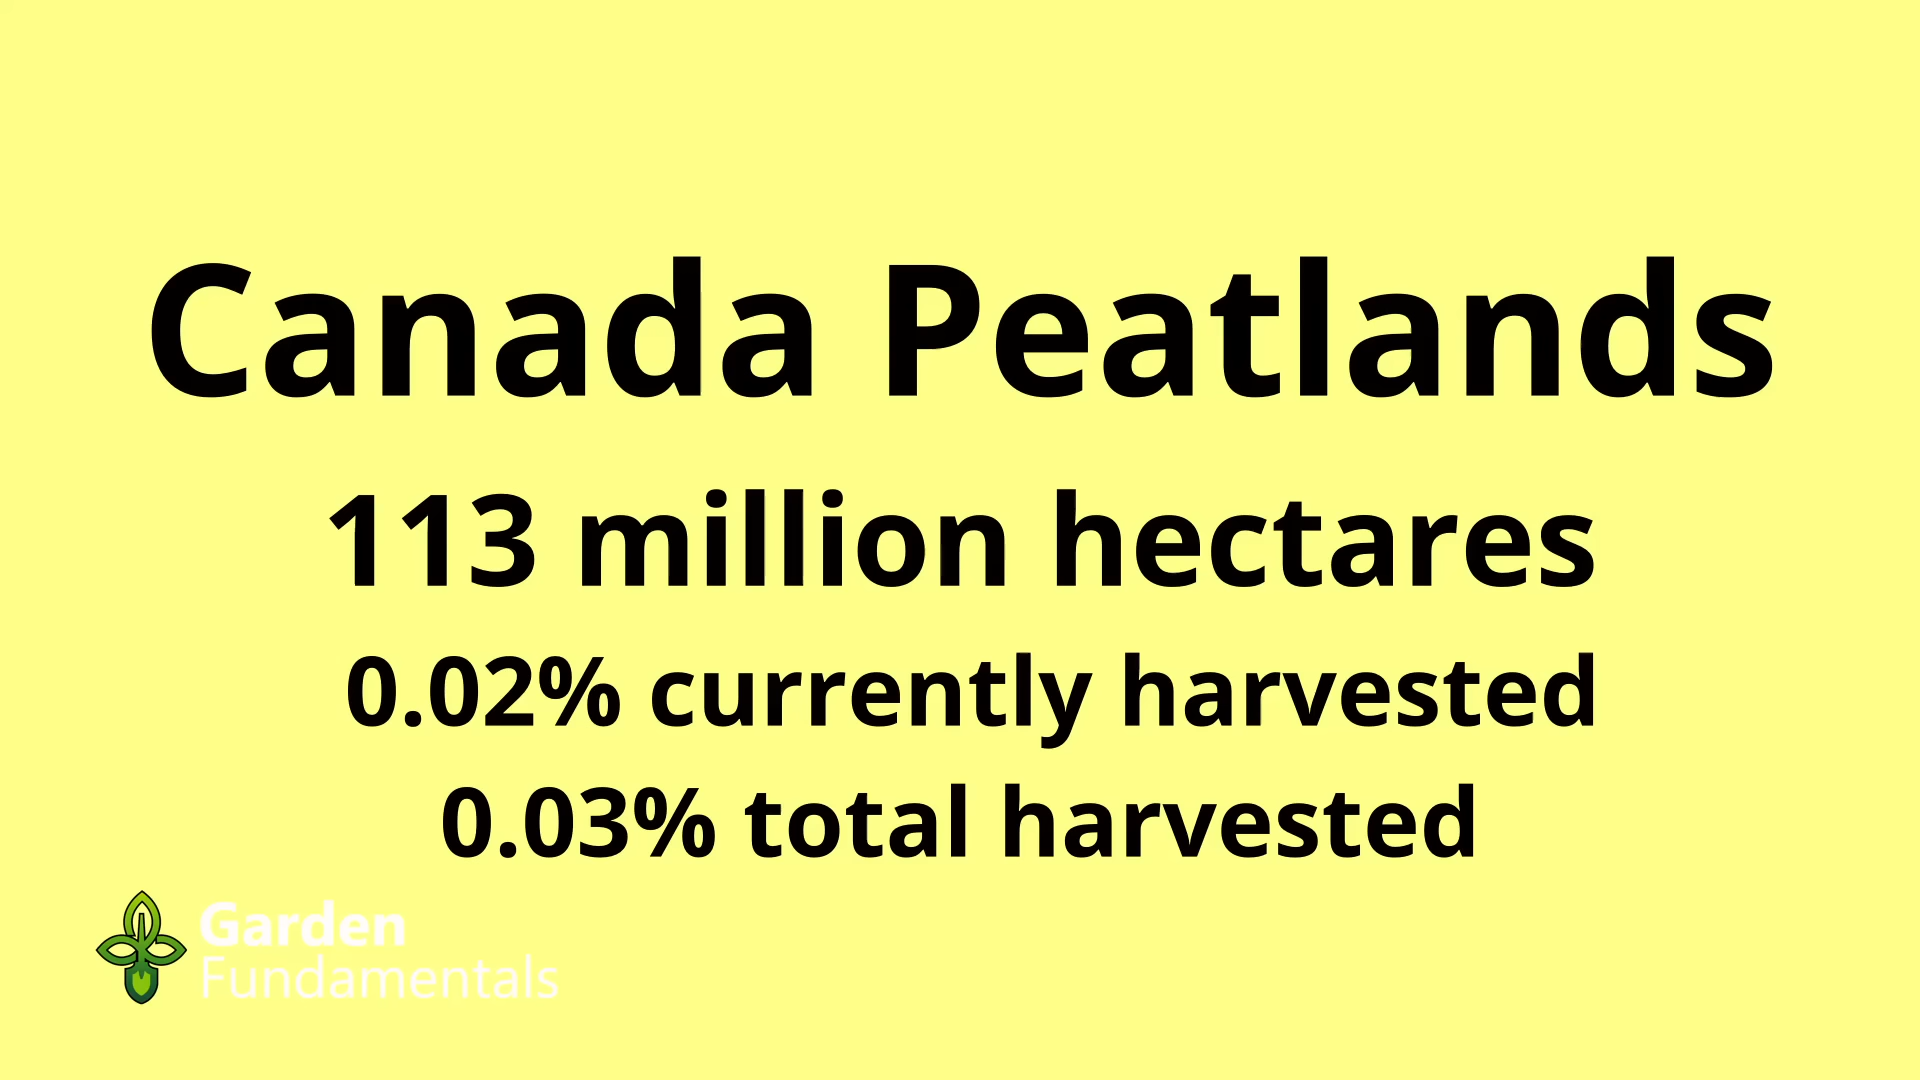 Canada Peatlands
113 million hectares
0.02% currently harvested
0.03% total harvested
Garden
Fundamentals